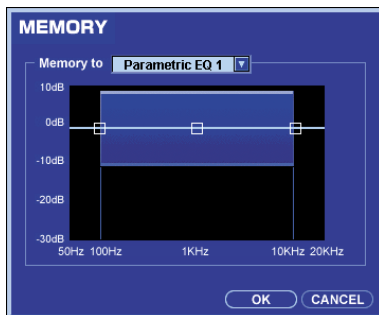 MEMORY
Memory to Parametric EQ 1
10dB
0dB
-10dB
-20dB
-30dB
50Hz 100Hz 1KHz 10KHz 20KHz
OK CANCEL